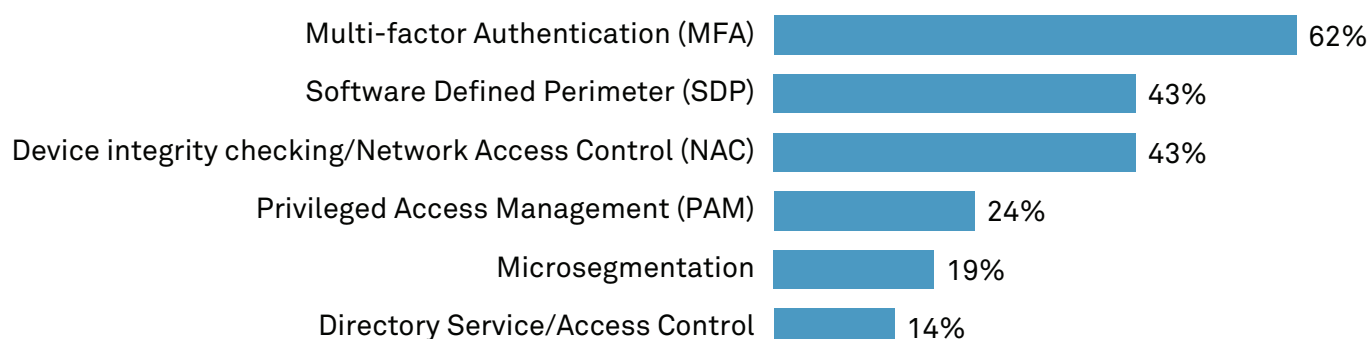 Multi-factor Authentication (MFA) 62%
Software Defined Perimeter (SDP) 43%
Device integrity checking/Network Access Control (NAC) 43%
Privileged Access Management (PAM) 24%
Microsegmentation 19%
Directory Service/Access Control 14%